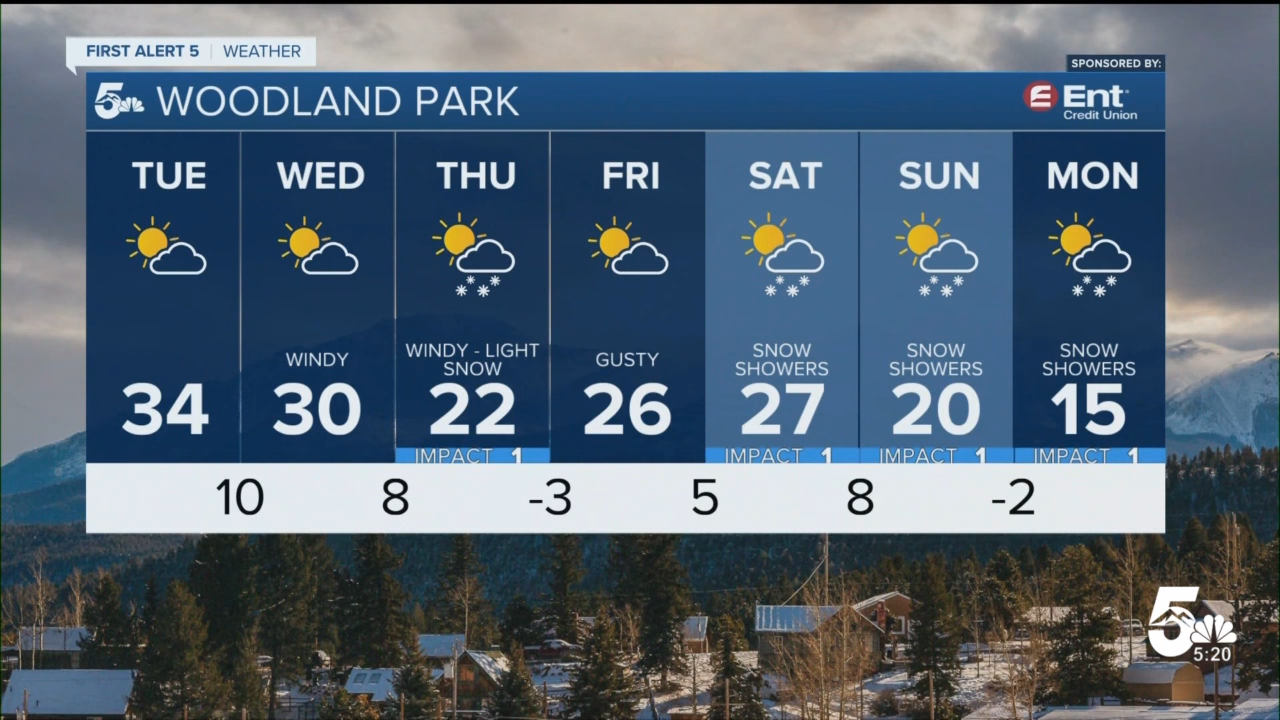 FIRST ALERT 5 | WEATHER
SPONSORED BY:
5 WOODLAND PARK
Ent
Credit Union
TUE WED THU FRI SAT SUN MON
WINDY
WINDY - LIGHT
SNOW
GUSTY
SNOW
SHOWERS
SNOW
SHOWERS
SNOW
SHOWERS
34 30 22 26 27 20 15
IMPACT 1 IMPACT 1 IMPACT 1 IMPACT 1
10 8 -3 5 8 -2
5
5:20